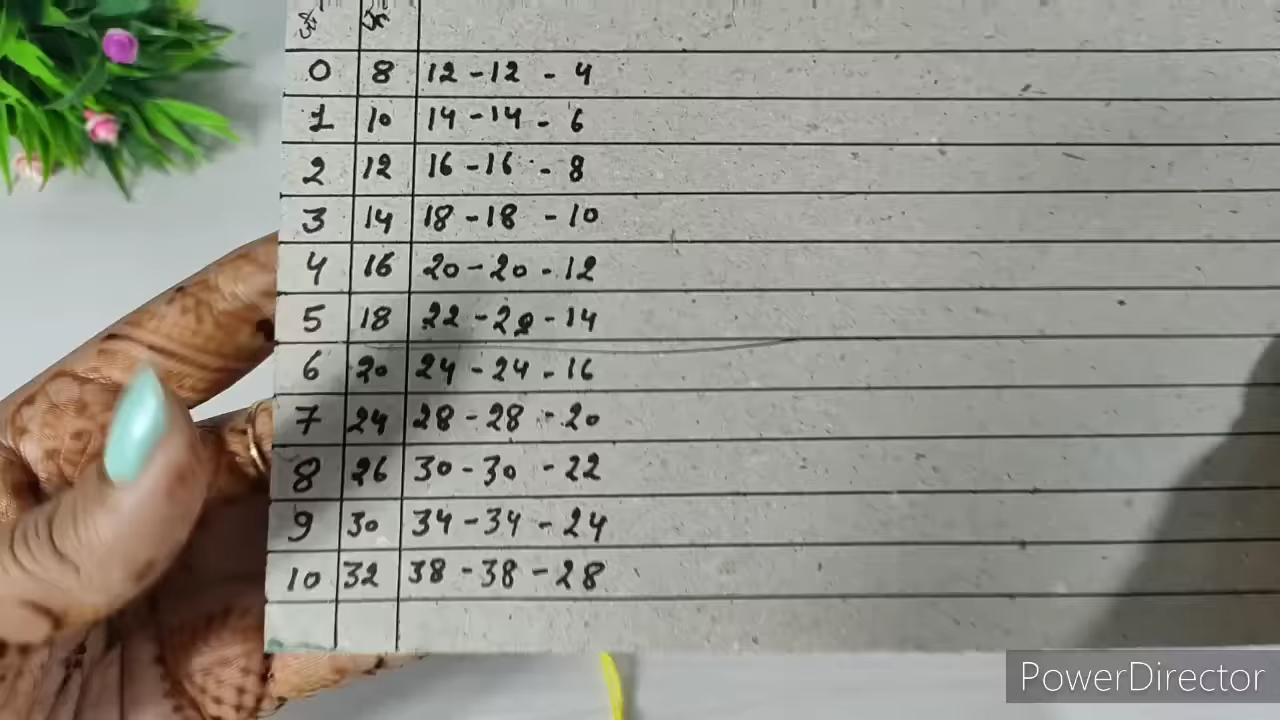 0 8 12 - 12 - 4
1 10 14 - 14 - 6
2 12 16 - 16 - 8
3 14 18 - 18 - 10
4 16 20 - 20 - 12
5 18 22 - 22 - 14
6 20 24 - 24 - 16
7 24 28 - 28 - 20
8 26 30 - 30 - 22
9 30 34 - 34 - 24
10 32 38 - 38 - 28
PowerDirector